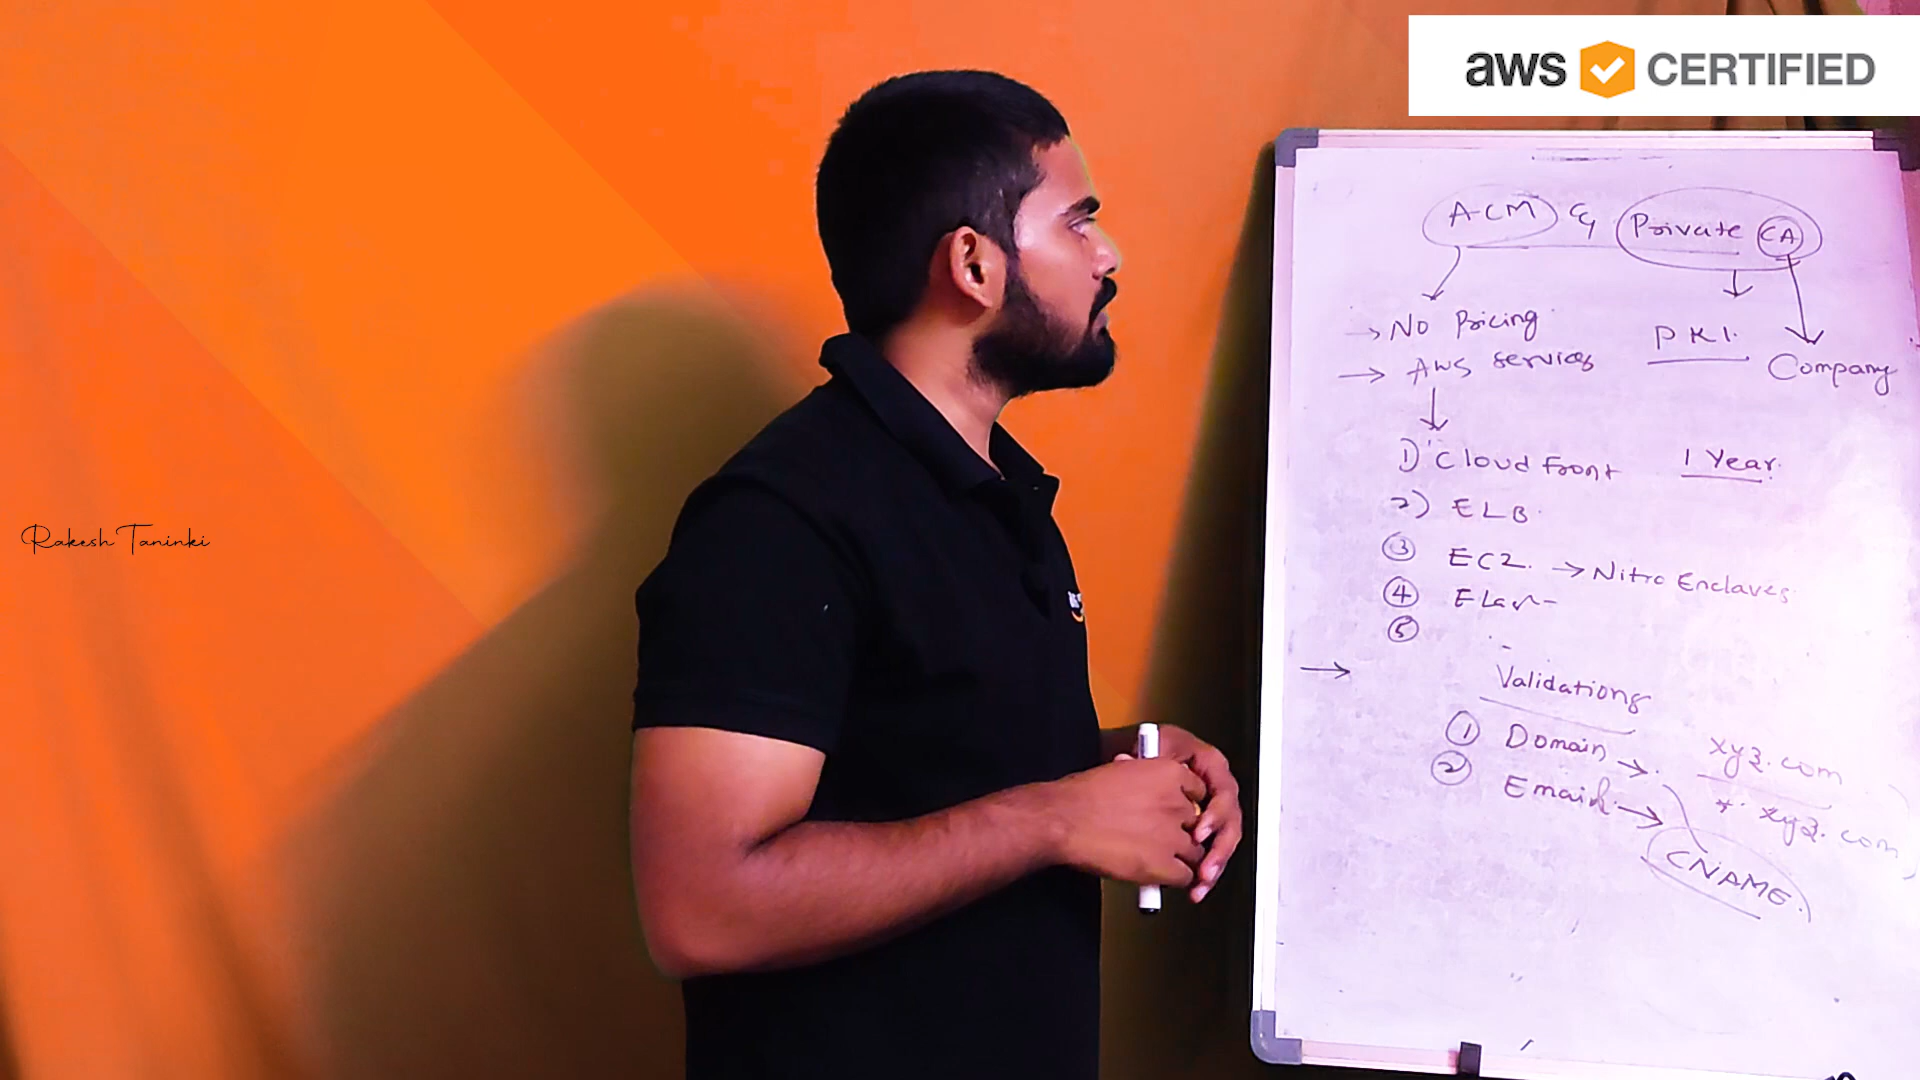 aws CERTIFIED
ACM & Private CA
→ No Pricing
PKI.
→ AWS services
Company
1) Cloud Front
1 Year.
2) ELB
③ EC2. → Nitro Enclaves
④
⑤
→
Validations
① Domain → xyz.com
② Email → *.xyz.com
CNAME.
Rakesh Taninki